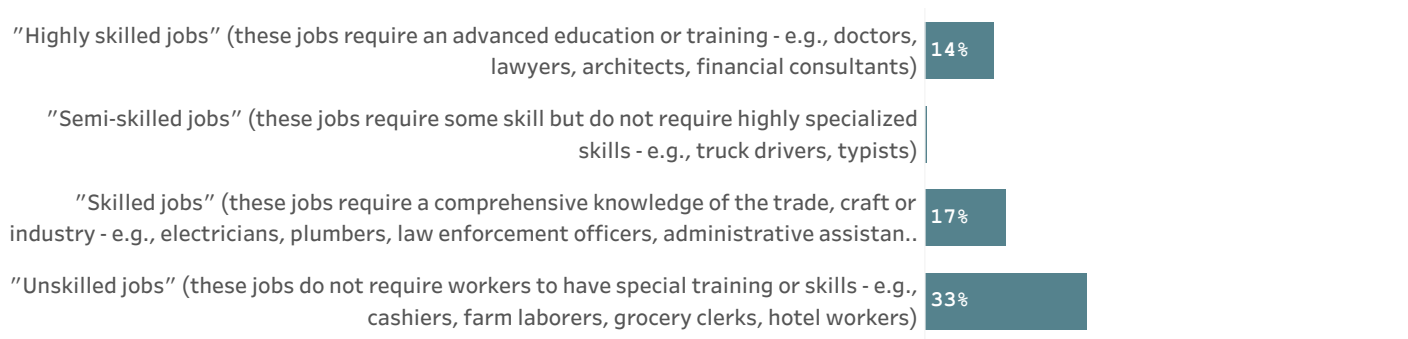 "Highly skilled jobs" (these jobs require an advanced education or training - e.g., doctors,
lawyers, architects, financial consultants)
14%
"Semi-skilled jobs" (these jobs require some skill but do not require highly specialized
skills - e.g., truck drivers, typists)
"Skilled jobs" (these jobs require a comprehensive knowledge of the trade, craft or
industry - e.g., electricians, plumbers, law enforcement officers, administrative assistan..
17%
"Unskilled jobs" (these jobs do not require workers to have special training or skills - e.g.,
cashiers, farm laborers, grocery clerks, hotel workers)
33%